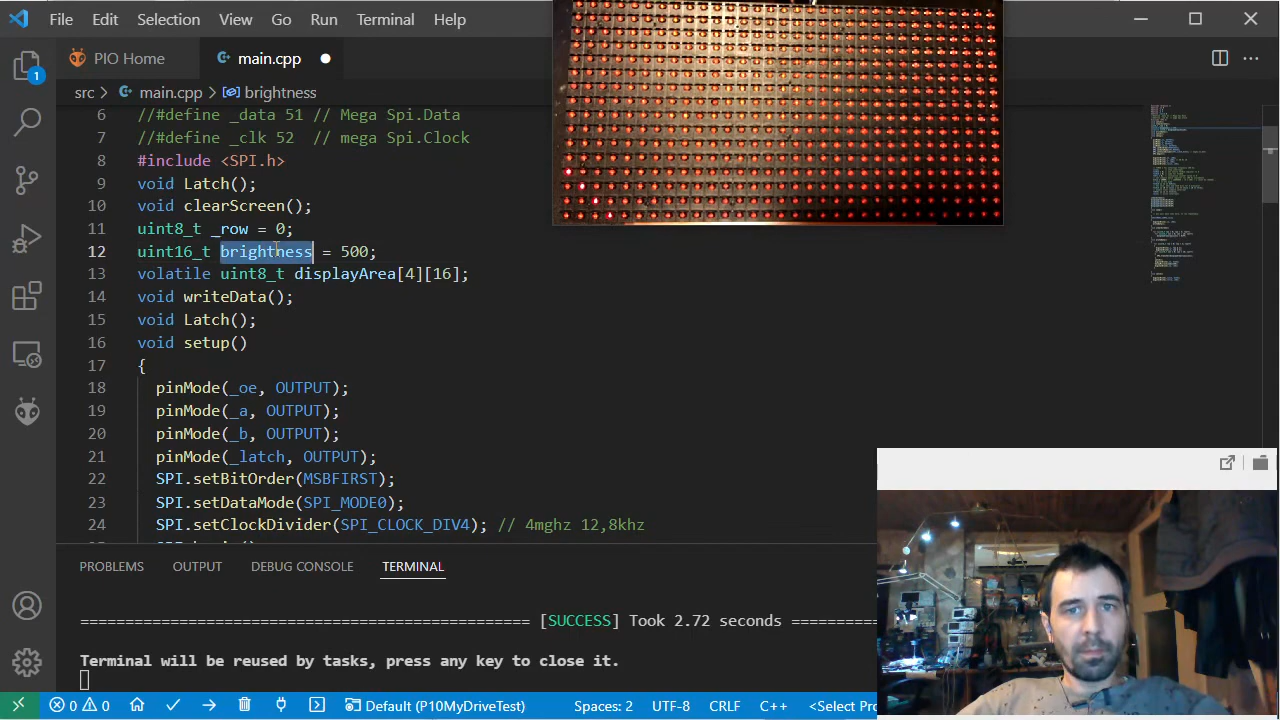 File Edit Selection View Go Run Terminal Help
PIO Home main.cpp
1
src > main.cpp > brightness
6 //#define _data 51 // Mega Spi.Data
7 //#define _clk 52 // mega Spi.Clock
8 #include <SPI.h>
9 void Latch();
10 void clearScreen();
11 uint8_t _row = 0;
12 uint16_t brightness = 500;
13 volatile uint8_t displayArea[4][16];
14 void writeData();
15 void Latch();
16 void setup()
17 {
18 pinMode(_oe, OUTPUT);
19 pinMode(_a, OUTPUT);
20 pinMode(_b, OUTPUT);
21 pinMode(_latch, OUTPUT);
22 SPI.setBitOrder(MSBFIRST);
23 SPI.setDataMode(SPI_MODE0);
24 SPI.setClockDivider(SPI_CLOCK_DIV4); // 4mghz 12,8khz
PROBLEMS OUTPUT DEBUG CONSOLE TERMINAL
================================================= [SUCCESS] Took 2.72 seconds ===========
Terminal will be reused by tasks, press any key to close it.
0 0 Default (P10MyDriveTest) Spaces: 2 UTF-8 CRLF C++ <Select Pro